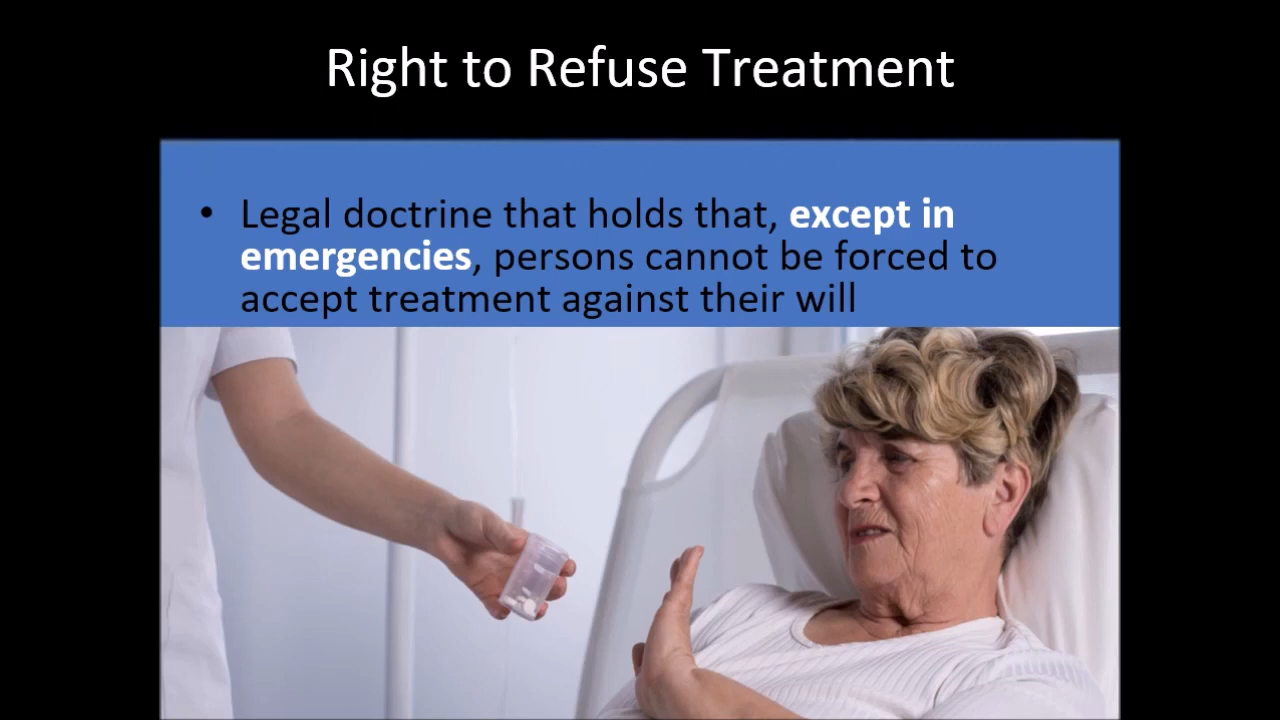 Right to Refuse Treatment
• Legal doctrine that holds that, except in
emergencies, persons cannot be forced to
accept treatment against their will